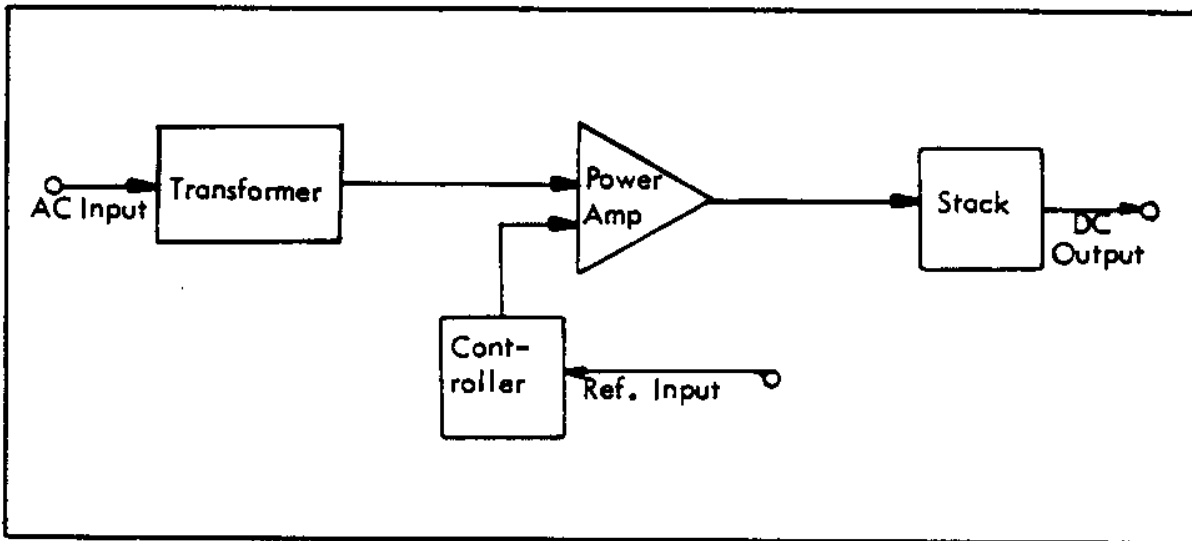 Transformer
AC Input
Power
Amp
Stack
DC
Output
Cont-
roller
Ref. Input